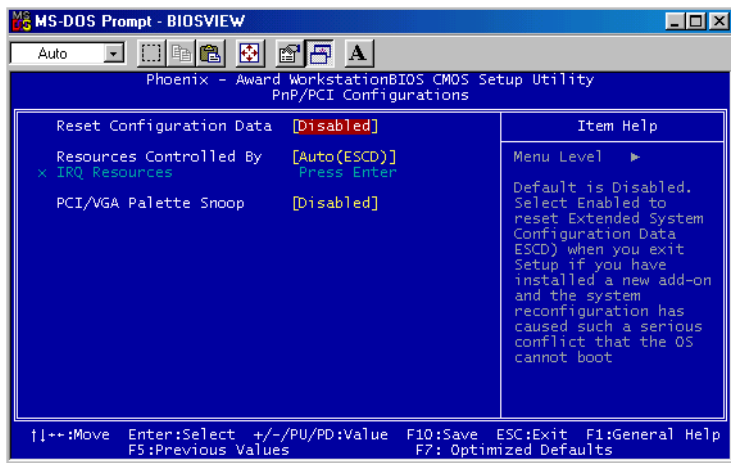 MS-DOS Prompt - BIOSVIEW
Auto
A
Phoenix - Award WorkstationBIOS CMOS Setup Utility
PnP/PCI Configurations
Reset Configuration Data [Disabled]
Resources Controlled By [Auto(ESCD)]
x IRQ Resources Press Enter
PCI/VGA Palette Snoop [Disabled]
Item Help
Menu Level ►
Default is Disabled.
Select Enabled to
reset Extended System
Configuration Data
ESCD) when you exit
Setup if you have
installed a new add-on
and the system
reconfiguration has
caused such a serious
conflict that the OS
cannot boot
↑↓←→:Move Enter:Select +/-/PU/PD:Value F10:Save ESC:Exit F1:General Help
F5:Previous Values F7: Optimized Defaults